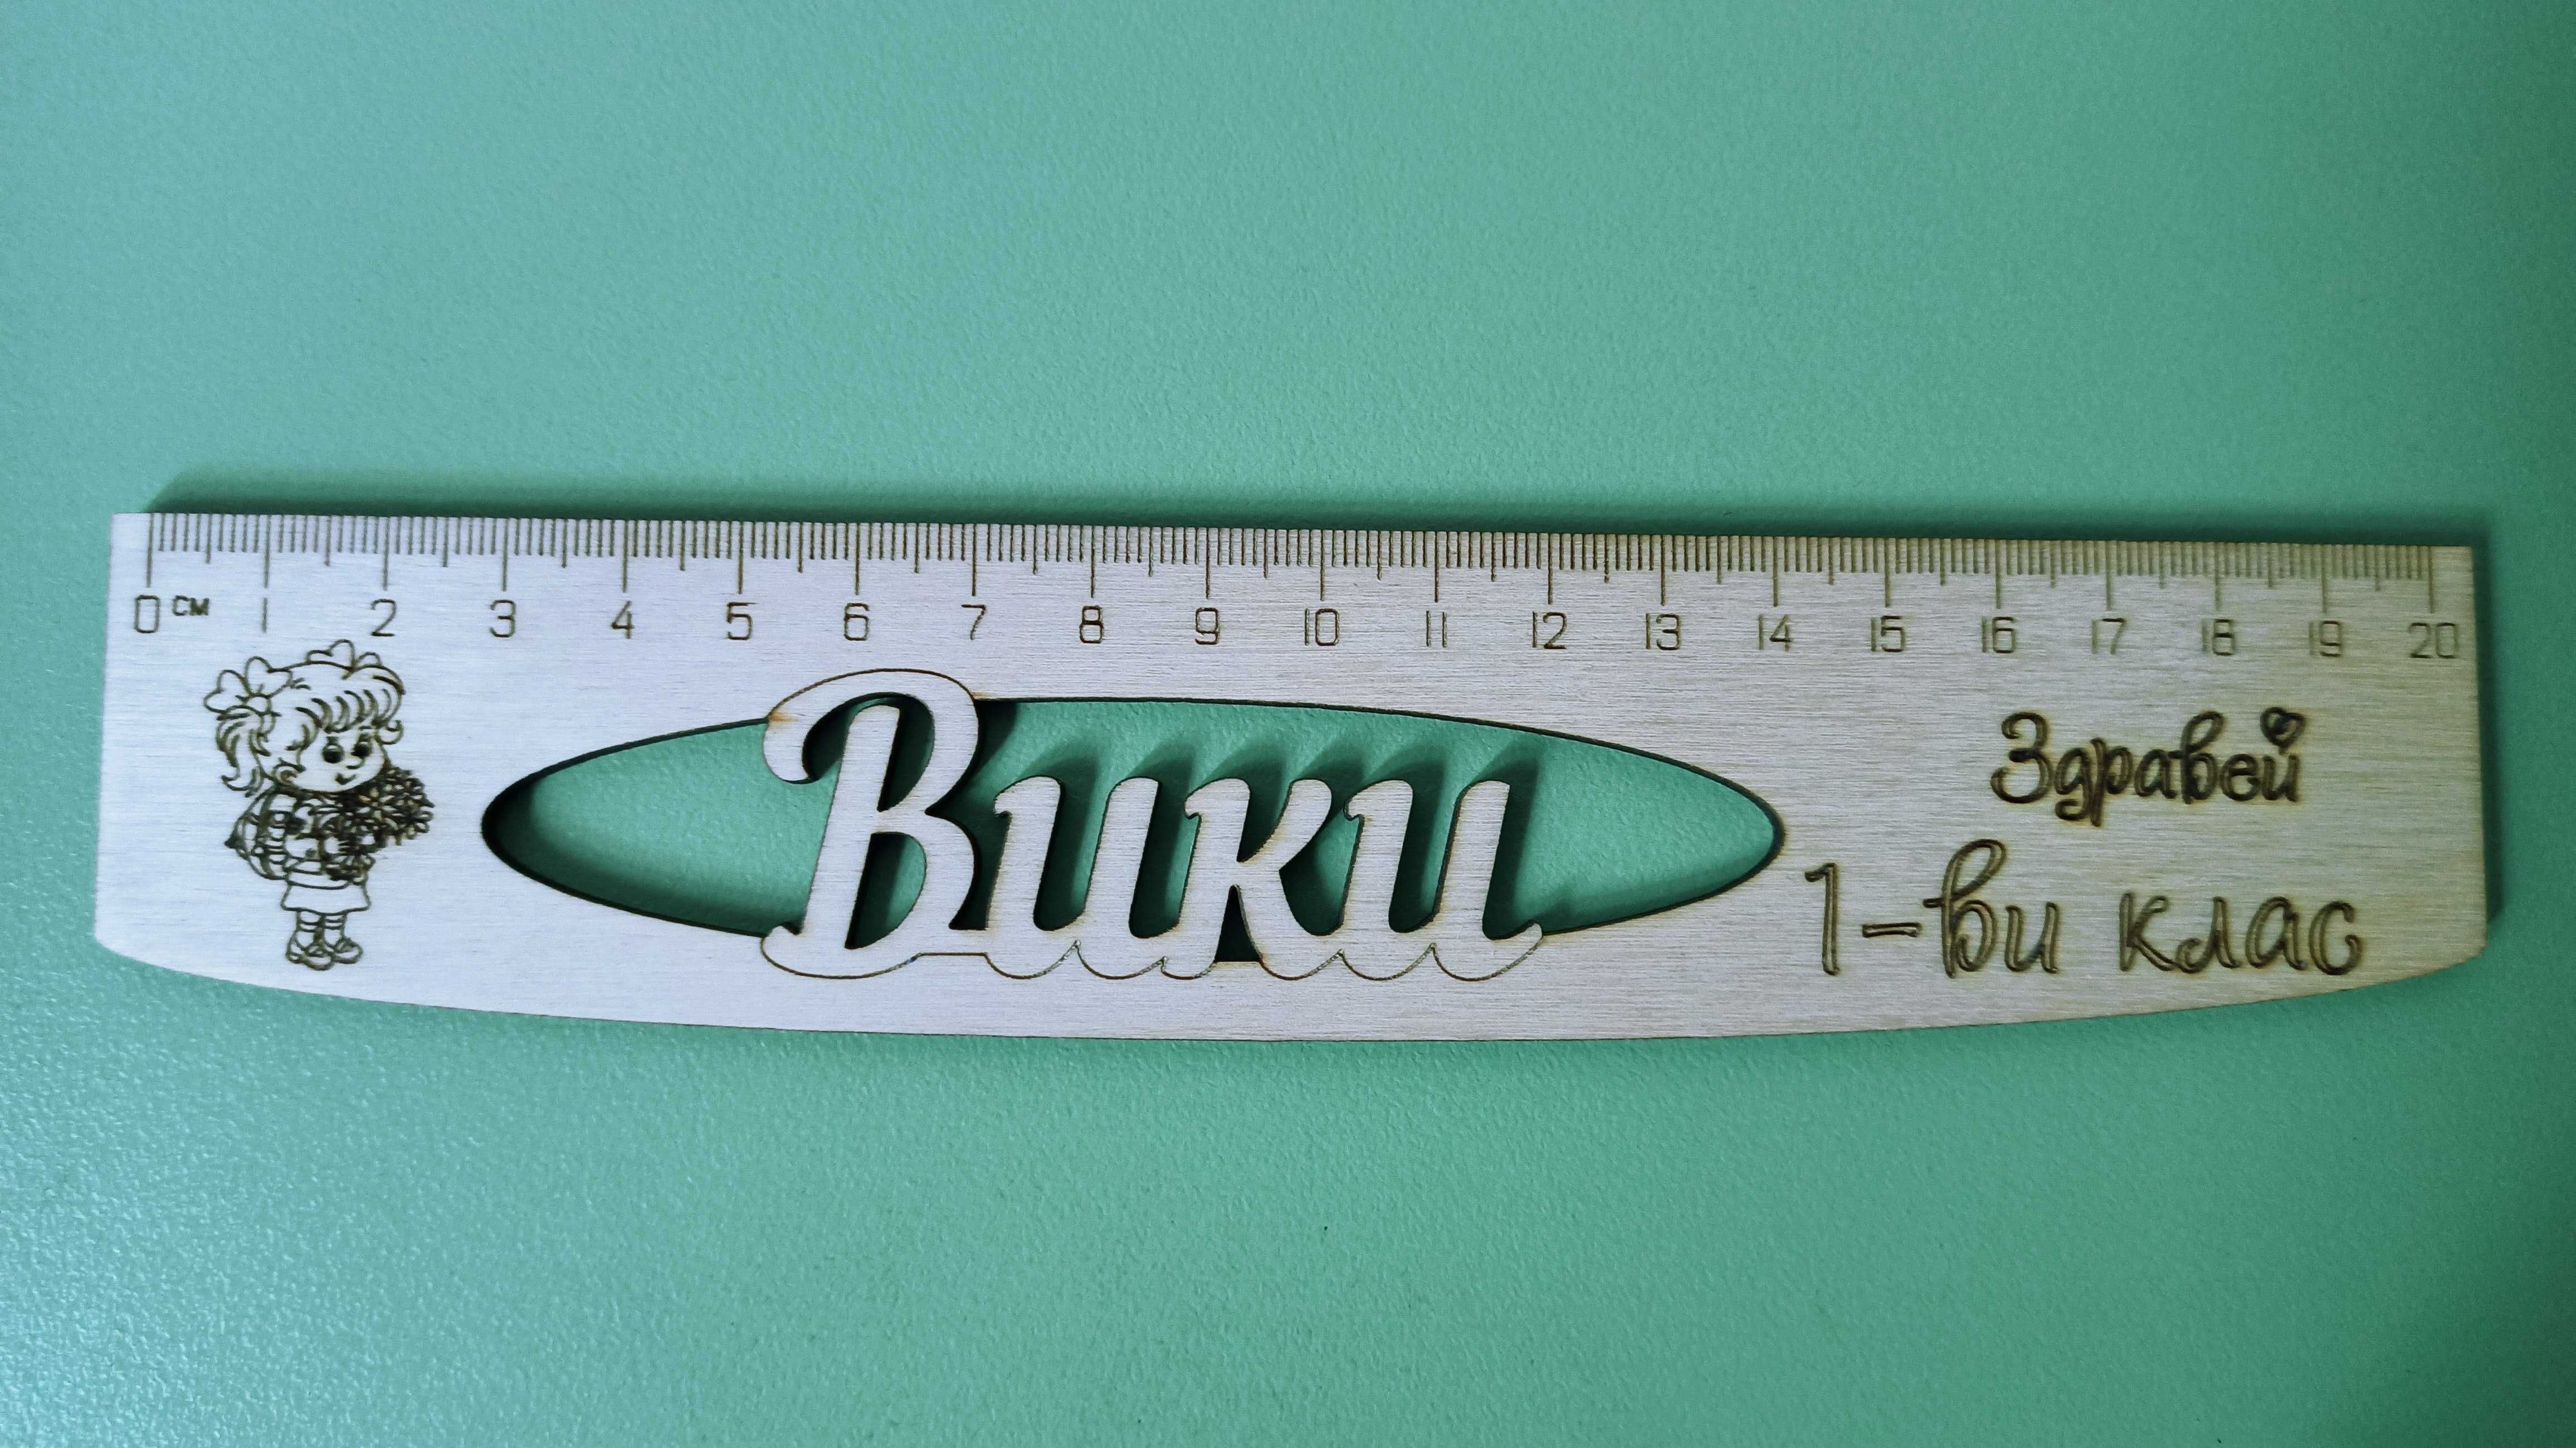 0 см 1 2 3 4 5 6 7 8 9 10 11 12 13 14 15 16 17 18 19 20
Вики
Здравей
1-ви клас